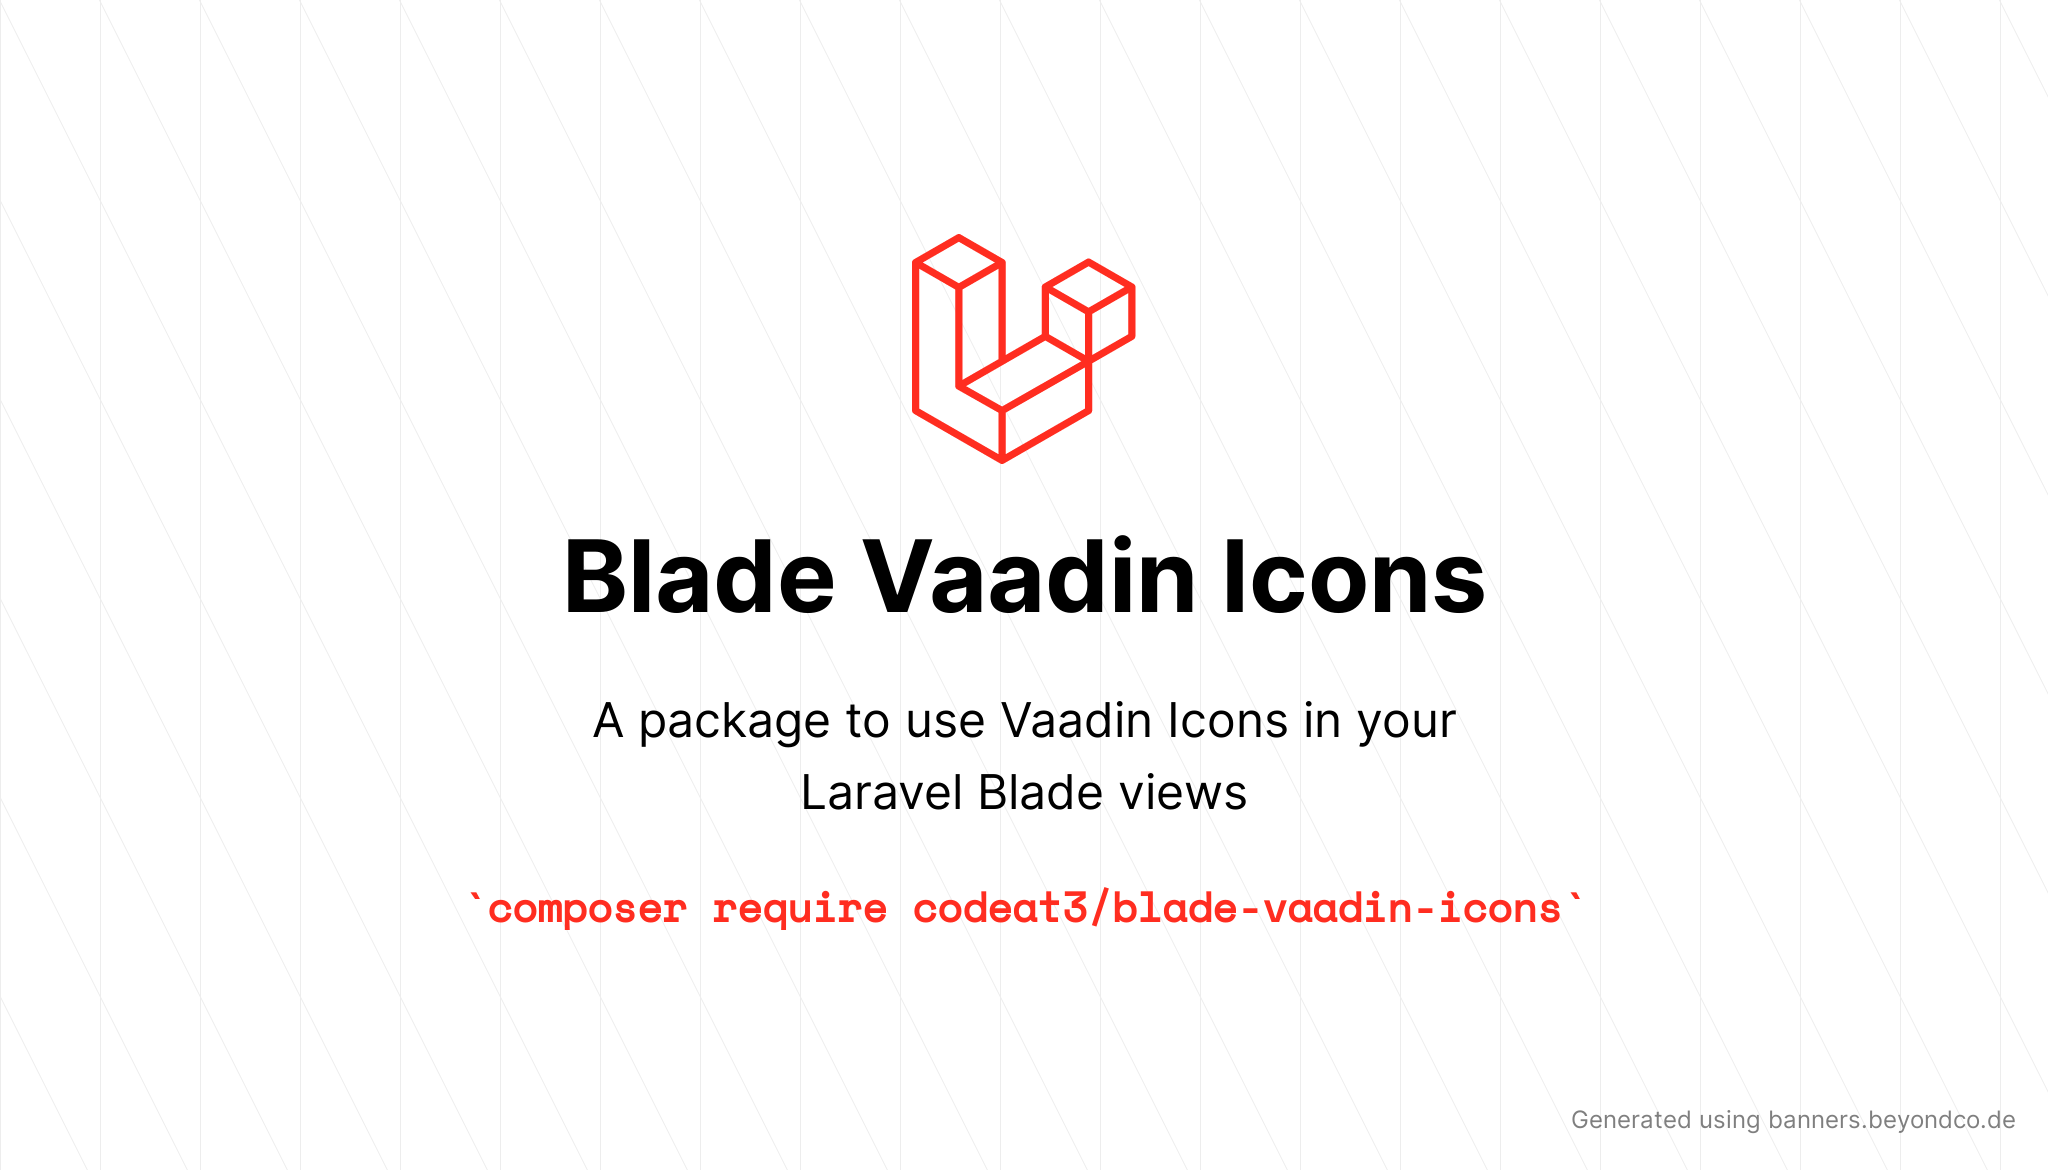 Blade Vaadin Icons
A package to use Vaadin Icons in your
Laravel Blade views
`composer require codeat3/blade-vaadin-icons`
Generated using banners.beyondco.de